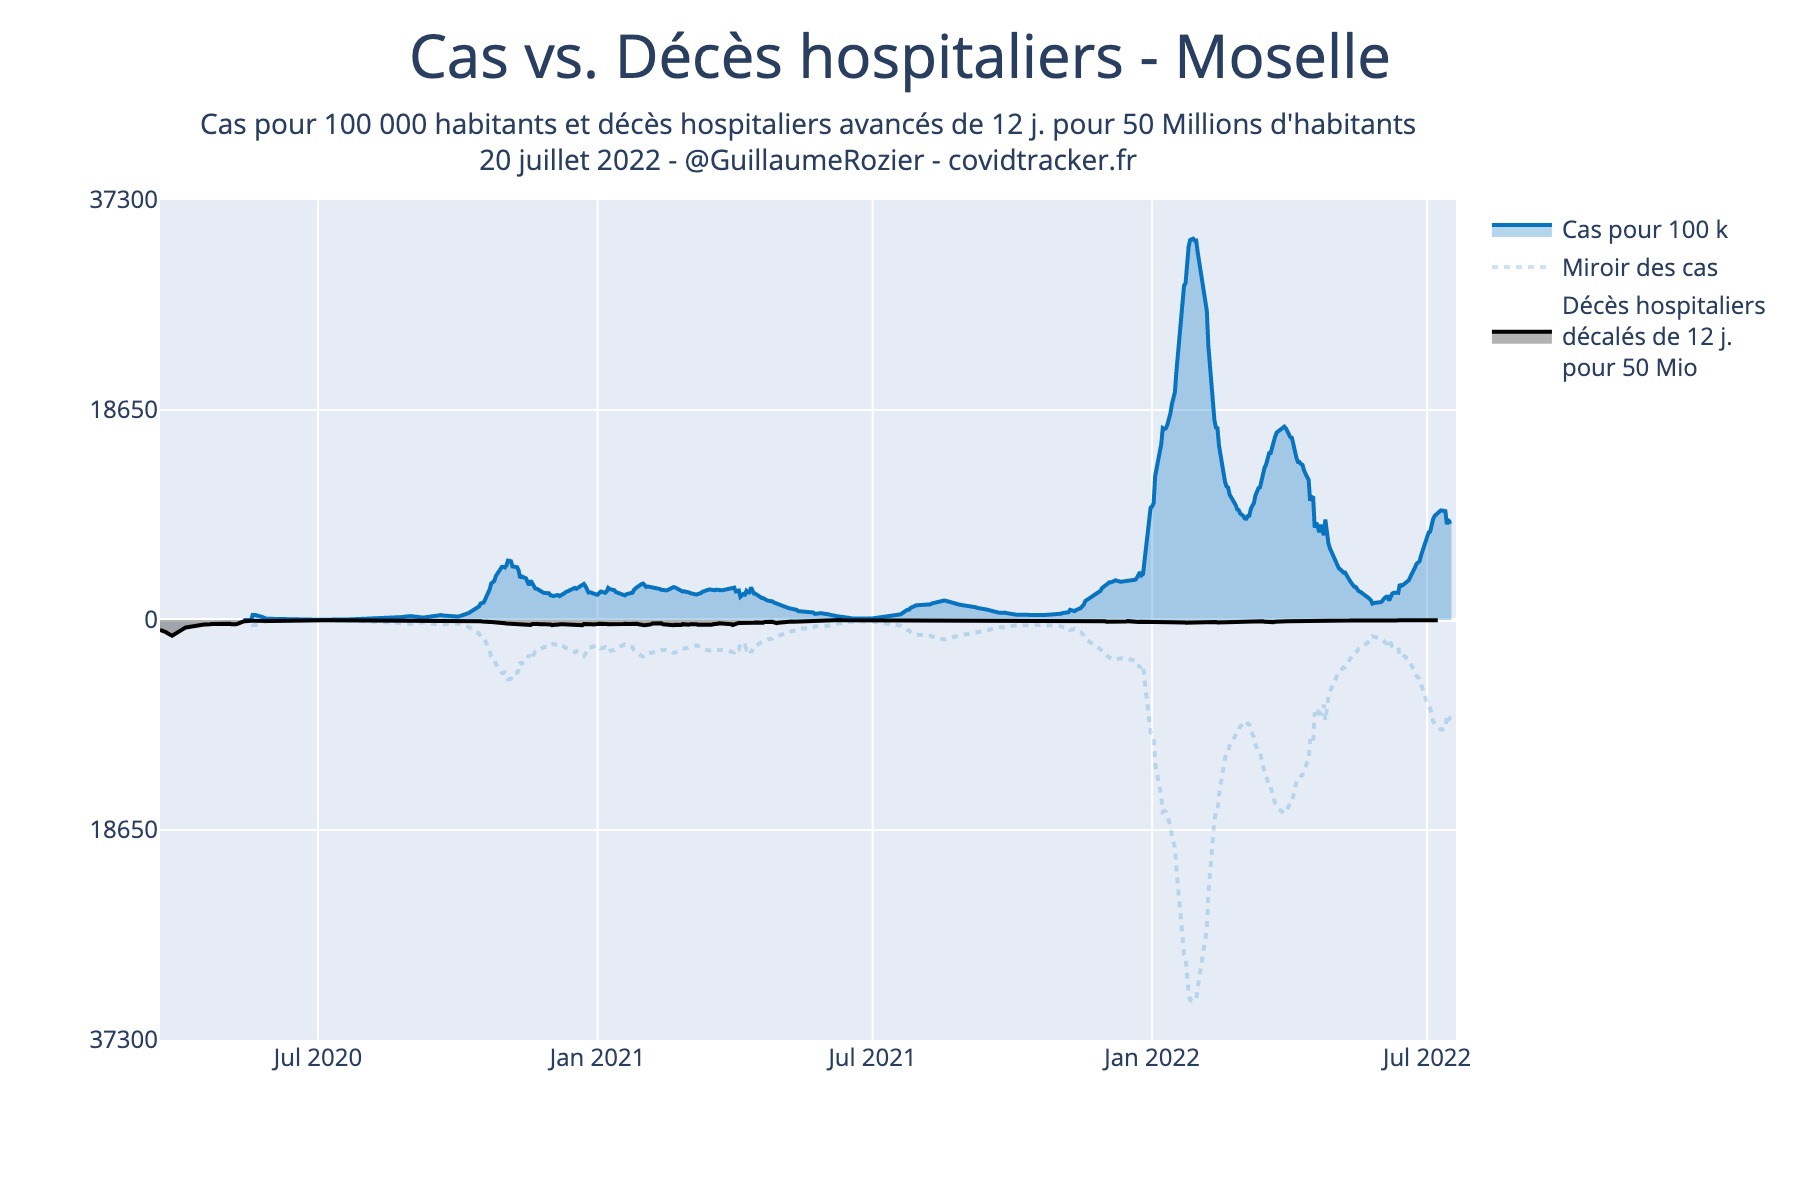 Cas vs. Décès hospitaliers - Moselle
Cas pour 100 000 habitants et décès hospitaliers avancés de 12 j. pour 50 Millions d'habitants
20 juillet 2022 - @GuillaumeRozier - covidtracker.fr
37300
18650
0
18650
37300
Jul 2020
Jan 2021
Jul 2021
Jan 2022
Jul 2022
Cas pour 100 k
Miroir des cas
Décès hospitaliers
décalés de 12 j.
pour 50 Mio